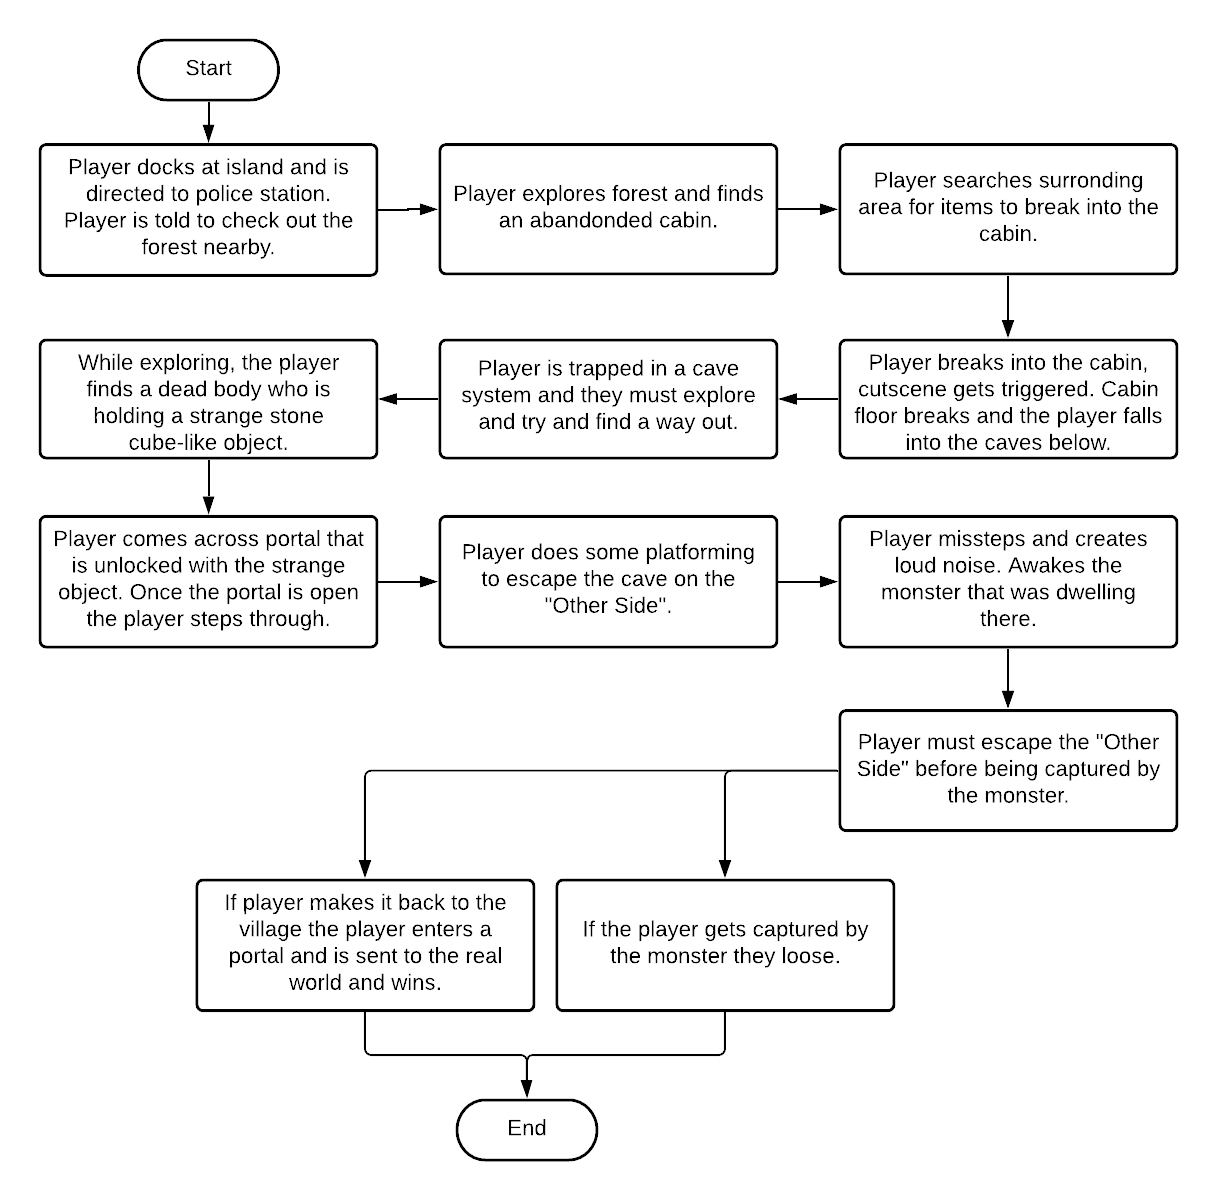 Start
Player docks at island and is
directed to police station.
Player is told to check out the
forest nearby.
Player explores forest and finds
an abandonded cabin.
Player searches surronding
area for items to break into the
cabin.
Player breaks into the cabin,
cutscene gets triggered. Cabin
floor breaks and the player falls
into the caves below.
Player is trapped in a cave
system and they must explore
and try and find a way out.
While exploring, the player
finds a dead body who is
holding a strange stone
cube-like object.
Player comes across portal that
is unlocked with the strange
object. Once the portal is open
the player steps through.
Player does some platforming
to escape the cave on the
"Other Side".
Player missteps and creates
loud noise. Awakes the
monster that was dwelling
there.
Player must escape the "Other
Side" before being captured by
the monster.
If player makes it back to the
village the player enters a
portal and is sent to the real
world and wins.
If the player gets captured by
the monster they loose.
End